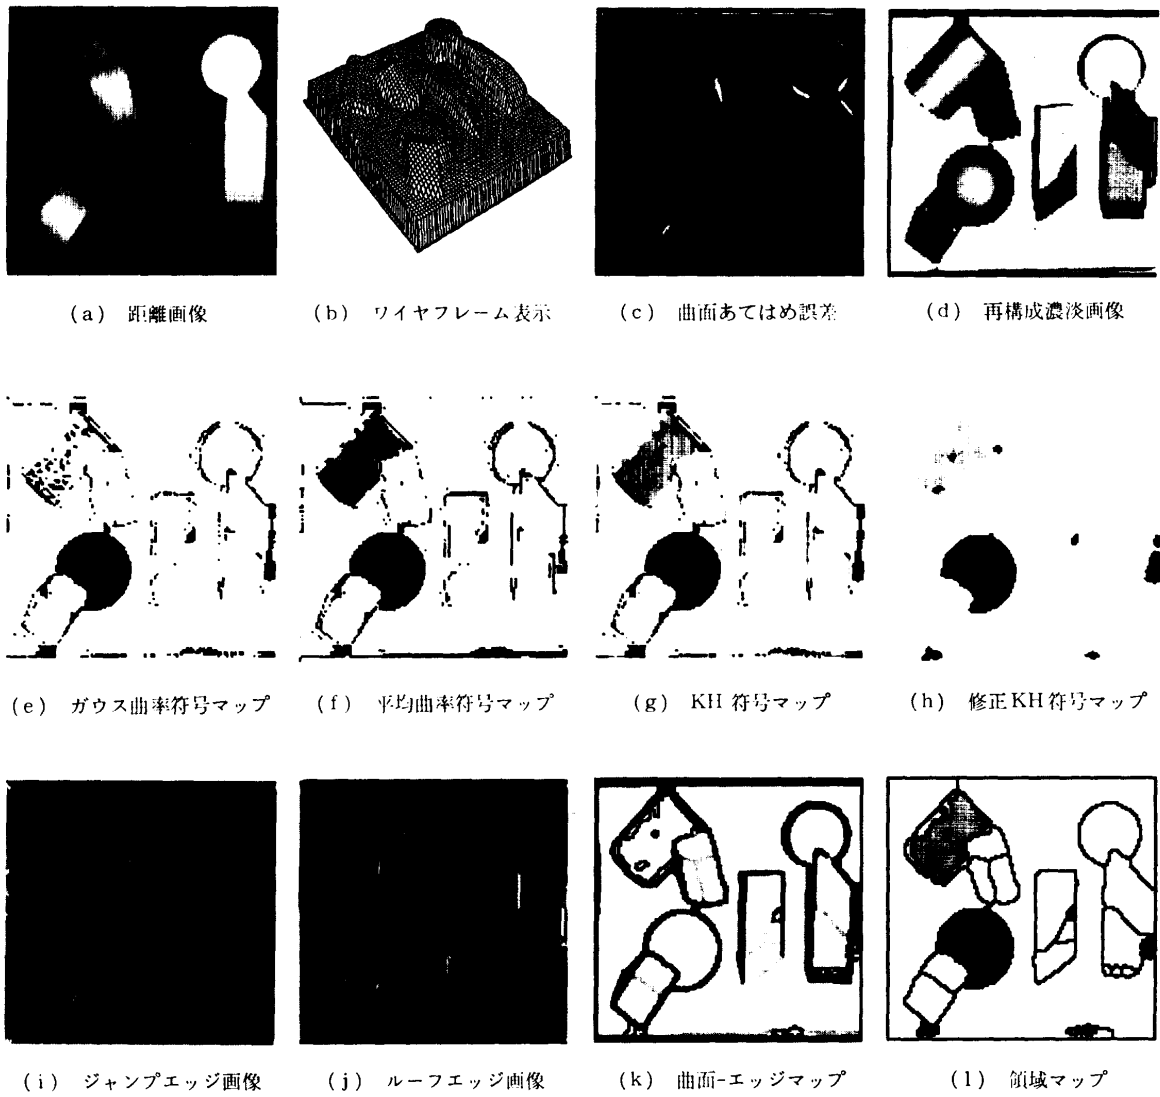 (a) 距離画像
(b) ワイヤフレーム表示
(c) 曲面あてはめ誤差
(d) 再構成濃淡画像
(e) ガウス曲率符号マップ
(f) 平均曲率符号マップ
(g) KH 符号マップ
(h) 修正KH符号マップ
(i) ジャンプエッジ画像
(j) ルーフエッジ画像
(k) 曲面-エッジマップ
(l) 領域マップ